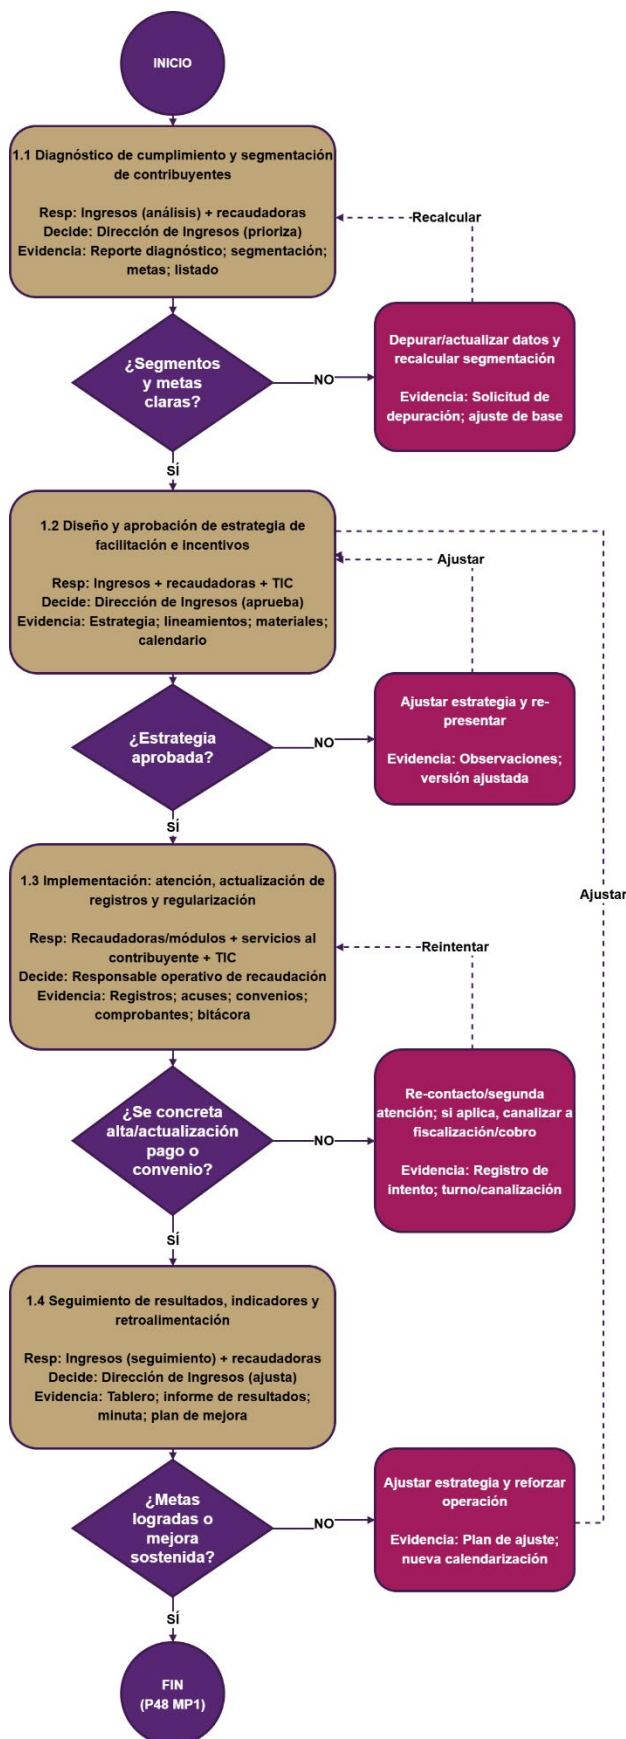 INICIO
1.1 Diagnóstico de cumplimiento y segmentación
de contribuyentes
Resp: Ingresos (análisis) + recaudadoras
Decide: Dirección de Ingresos (prioriza)
Evidencia: Reporte diagnóstico; segmentación;
metas; listado
Recalcular
¿Segmentos
y metas
claras?
NO
Depurar/actualizar datos y
recalcular segmentación
Evidencia: Solicitud de
depuración; ajuste de base
SÍ
1.2 Diseño y aprobación de estrategia de
facilitación e incentivos
Resp: Ingresos + recaudadoras + TIC
Decide: Dirección de Ingresos (aprueba)
Evidencia: Estrategia; lineamientos; materiales;
calendario
Ajustar
¿Estrategia
aprobada?
NO
Ajustar estrategia y re-
presentar
Evidencia: Observaciones;
versión ajustada
SÍ
1.3 Implementación: atención, actualización de
registros y regularización
Resp: Recaudadoras/módulos + servicios al
contribuyente + TIC
Decide: Responsable operativo de recaudación
Evidencia: Registros; acuses; convenios;
comprobantes; bitácora
Ajustar
Reintentar
¿Se concreta
alta/actualización
pago o
convenio?
NO
Re-contacto/segunda
atención; si aplica, canalizar a
fiscalización/cobro
Evidencia: Registro de
intento; turno/canalización
SÍ
1.4 Seguimiento de resultados, indicadores y
retroalimentación
Resp: Ingresos (seguimiento) + recaudadoras
Decide: Dirección de Ingresos (ajusta)
Evidencia: Tablero; informe de resultados;
minuta; plan de mejora
¿Metas
logradas o
mejora
sostenida?
NO
Ajustar estrategia y reforzar
operación
Evidencia: Plan de ajuste;
nueva calendarización
SÍ
FIN
(P48 MP1)